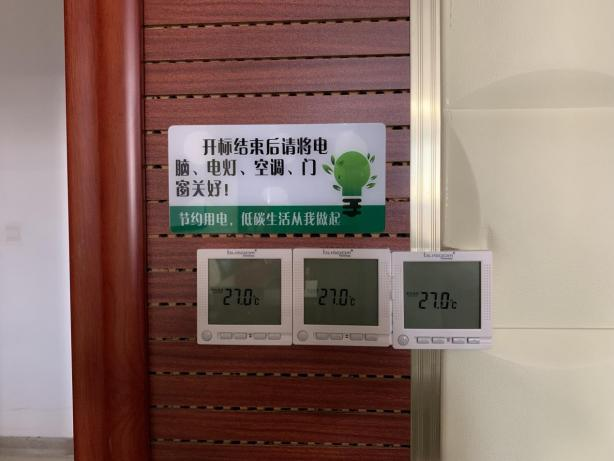 开标结束后请将电
脑、电灯、空调、门
窗关好!
节约用电，低碳生活从我做起
27.0℃ 27.0℃ 27.0℃